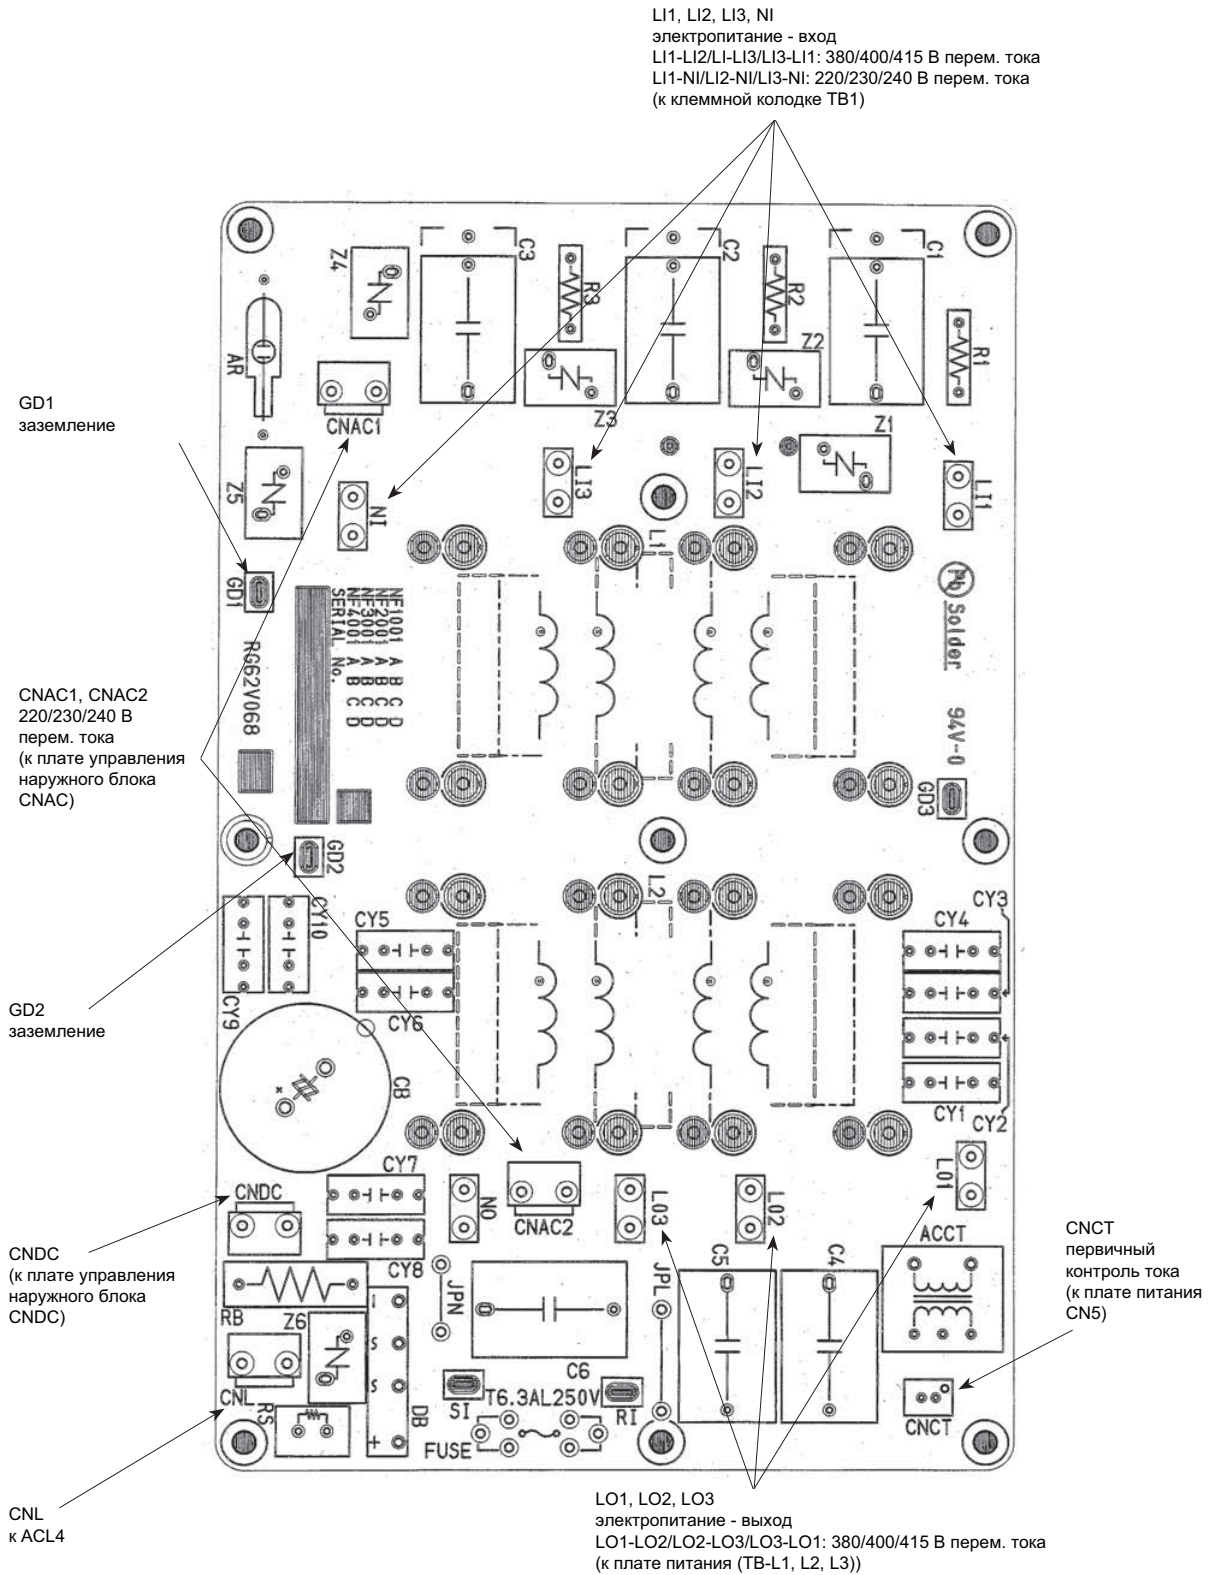 LI1, LI2, LI3, NI
электропитание - вход
LI1-LI2/LI-LI3/LI3-LI1: 380/400/415 В перем. тока
LI1-NI/LI2-NI/LI3-NI: 220/230/240 В перем. тока
(к клеммной колодке TB1)
Z4
C3
R3
C2
R2
C1
R1
AR
CNAC1
Z3
Z2
Z1
GD1
заземление
Z5
NI
LI3
LI2
LI1
L1
GD1
NF1001 A B C D
NF200 A B C D
NF300 A B C D
NF400 A B C D
SERIAL No.
RG62V068
Pb
Solder
94V-0
CNAC1, CNAC2
220/230/240 В
перем. тока
(к плате управления
наружного блока
CNAC)
GD3
GD2
L2
CY10
CY5
CY4
CY3
CY9
CY6
GD2
заземление
CB
CY1
CY2
CY7
CNDC
NO
CNAC2
LO3
LO2
LO1
ACCT
CNCT
первичный
контроль тока
(к плате питания
CN5)
CNDC
(к плате управления
наружного блока
CNDC)
CY8
JPN
JPL
C5
C4
RB
Z6
I
S
S
+
C6
CNL
RS
DB
SI
T6.3AL250V
RI
FUSE
CNCT
CNL
к ACL4
LO1, LO2, LO3
электропитание - выход
LO1-LO2/LO2-LO3/LO3-LO1: 380/400/415 В перем. тока
(к плате питания (TB-L1, L2, L3))